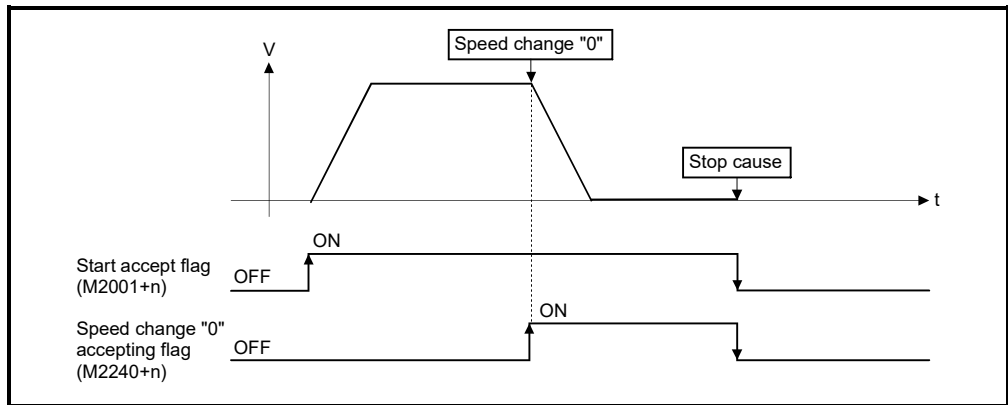 Speed change "0"
V
Stop cause
t
ON
Start accept flag
(M2001+n)
OFF
ON
Speed change "0"
accepting flag
(M2240+n)
OFF